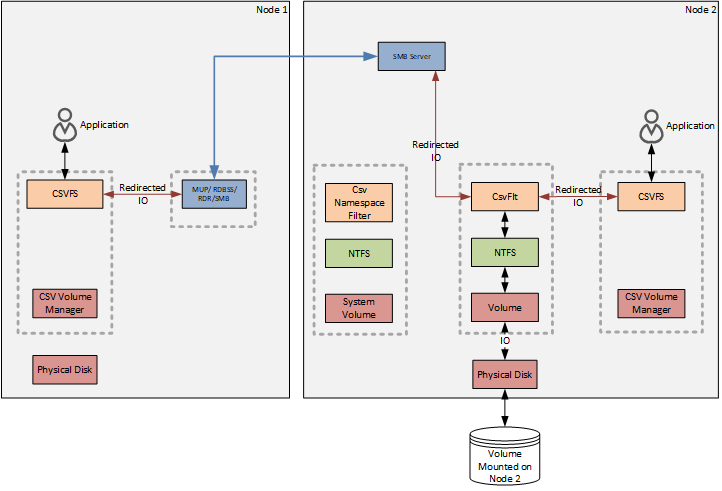 Node 1
Node 2
SMB Server
Application
Redirected
IO
Application
CSVFS
Redirected
IO
MUP/ RDBSS/
RDR/SMB
Csv
Namespace
Filter
CsvFlt
Redirected
IO
CSVFS
NTFS
NTFS
CSV Volume
Manager
System
Volume
Volume
CSV Volume
Manager
IO
Physical Disk
Physical Disk
Volume
Mounted on
Node 2